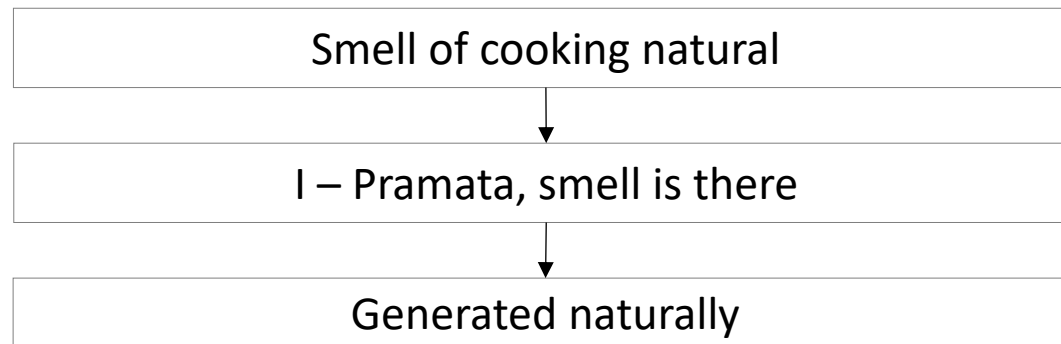 Smell of cooking natural
I – Pramata, smell is there
Generated naturally